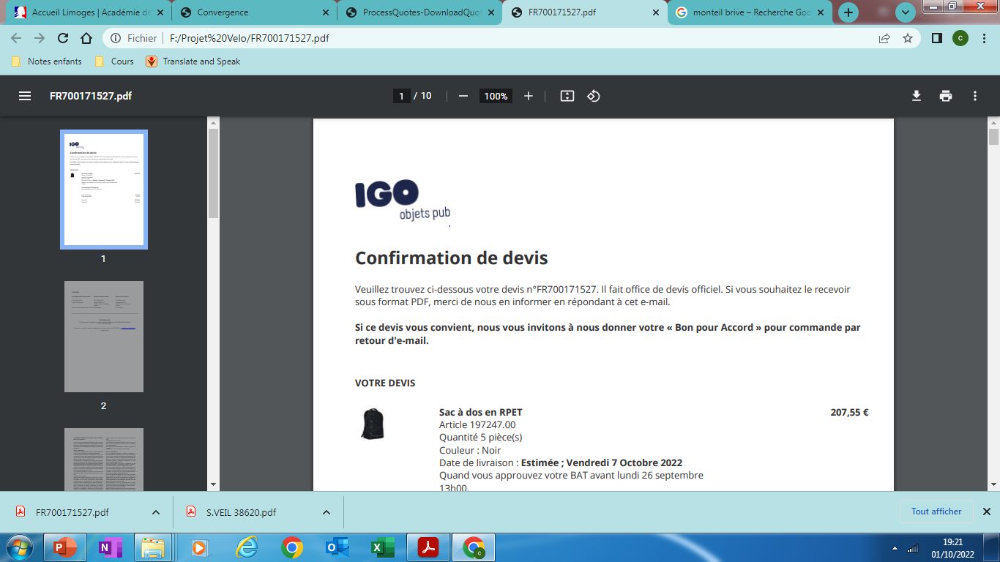 Accueil Limoges | Académie de
Convergence
ProcessQuotes-DownloadQuo
FR700171527.pdf
monteil brive – Recherche Goo
Fichier
F:/Projet%20Velo/FR700171527.pdf
c
Notes enfants
Cours
Translate and Speak
FR700171527.pdf
1 / 10
100%
IGO
Confirmation de devis
1
2
IGO
objets pub
Confirmation de devis
Veuillez trouvez ci-dessous votre devis n°FR700171527. Il fait office de devis officiel. Si vous souhaitez le recevoir
sous format PDF, merci de nous en informer en répondant à cet e-mail.
Si ce devis vous convient, nous vous invitons à nous donner votre « Bon pour Accord » pour commande par
retour d'e-mail.
VOTRE DEVIS
Sac à dos en RPET
207,55 €
Article 197247.00
Quantité 5 pièce(s)
Couleur : Noir
Date de livraison : Estimée ; Vendredi 7 Octobre 2022
Quand vous approuvez votre BAT avant lundi 26 septembre
13h00.
FR700171527.pdf
S.VEIL 38620.pdf
Tout afficher
19:21
01/10/2022